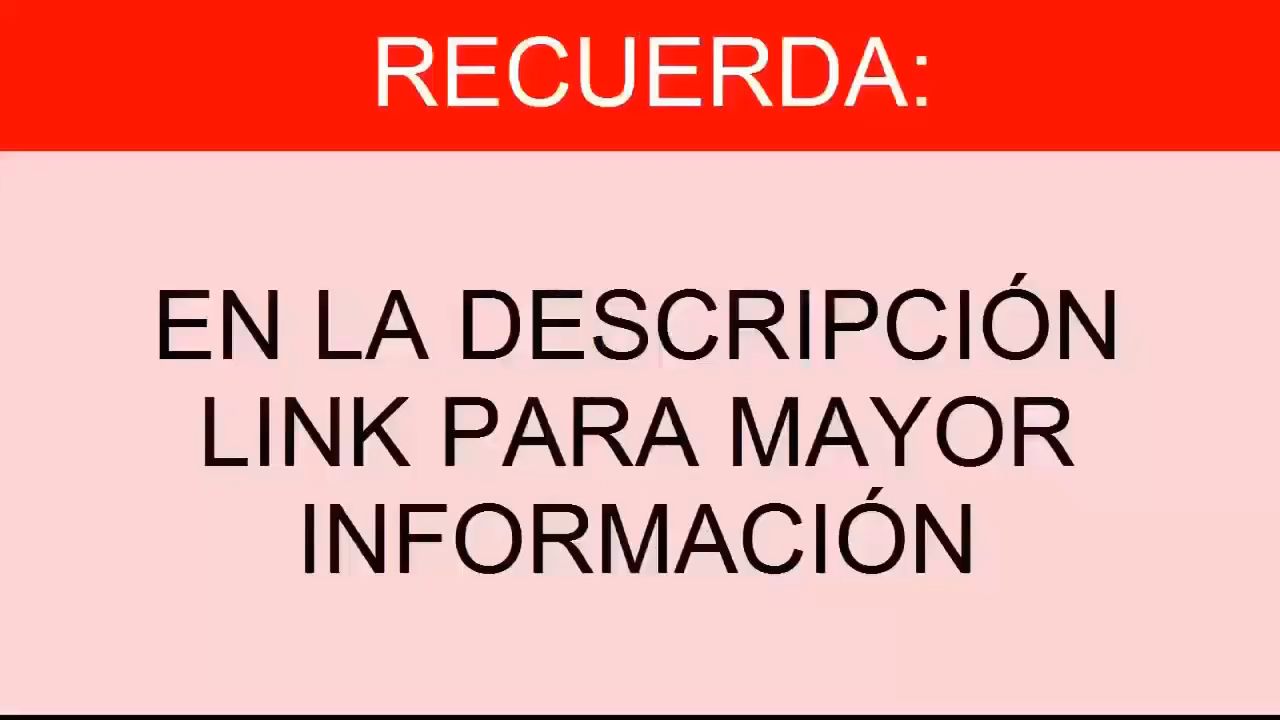 RECUERDA:
EN LA DESCRIPCIÓN
LINK PARA MAYOR
INFORMACIÓN